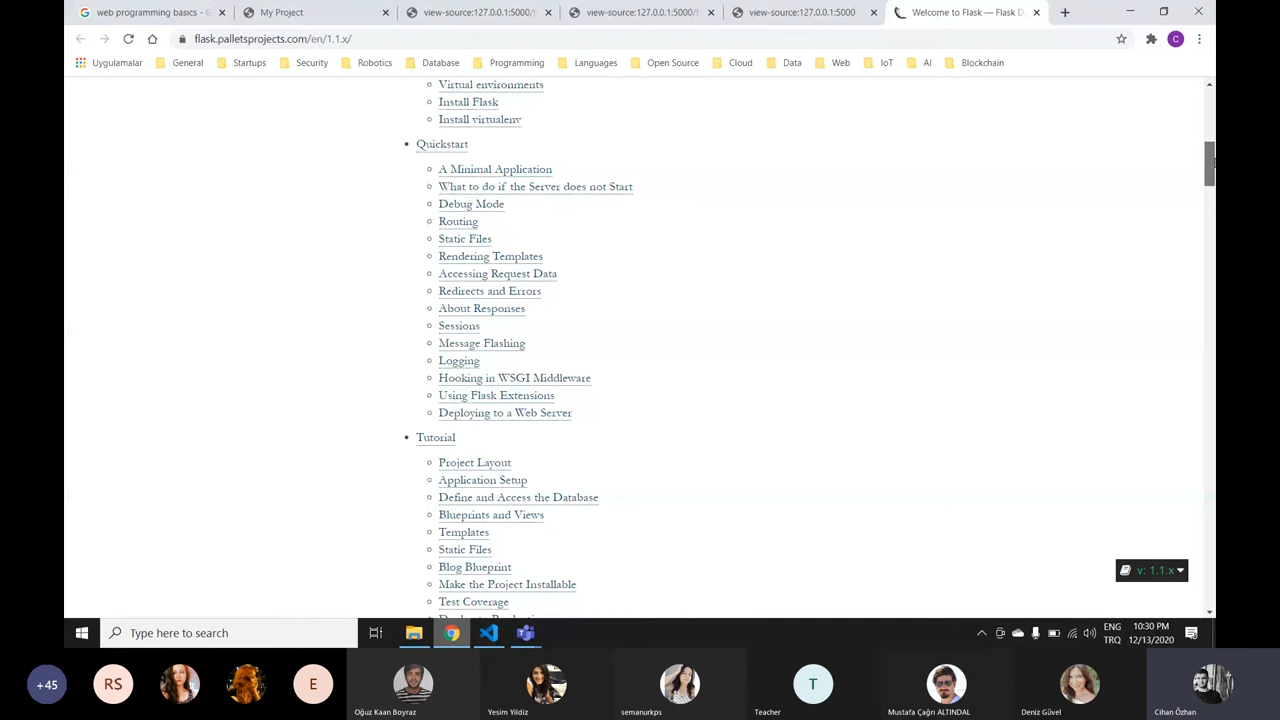 web programming basics - G
My Project
view-source:127.0.0.1:5000/
view-source:127.0.0.1:5000/
view-source:127.0.0.1:5000
Welcome to Flask — Flask D
flask.palletsprojects.com/en/1.1.x/
C
Uygulamalar
General
Startups
Security
Robotics
Database
Programming
Languages
Open Source
Cloud
Data
Web
IoT
AI
Blockchain
Virtual environments
Install Flask
Install virtualenv
Quickstart
A Minimal Application
What to do if the Server does not Start
Debug Mode
Routing
Static Files
Rendering Templates
Accessing Request Data
Redirects and Errors
About Responses
Sessions
Message Flashing
Logging
Hooking in WSGI Middleware
Using Flask Extensions
Deploying to a Web Server
Tutorial
Project Layout
Application Setup
Define and Access the Database
Blueprints and Views
Templates
Static Files
Blog Blueprint
Make the Project Installable
Test Coverage
v: 1.1.x
Type here to search
ENG
TRQ
10:30 PM
12/13/2020
+45
RS
E
T
Oğuz Kaan Boyraz
Yesim Yildiz
semanurkps
Teacher
Mustafa Çağrı ALTINDAL
Deniz Güvel
Cihan Özhan